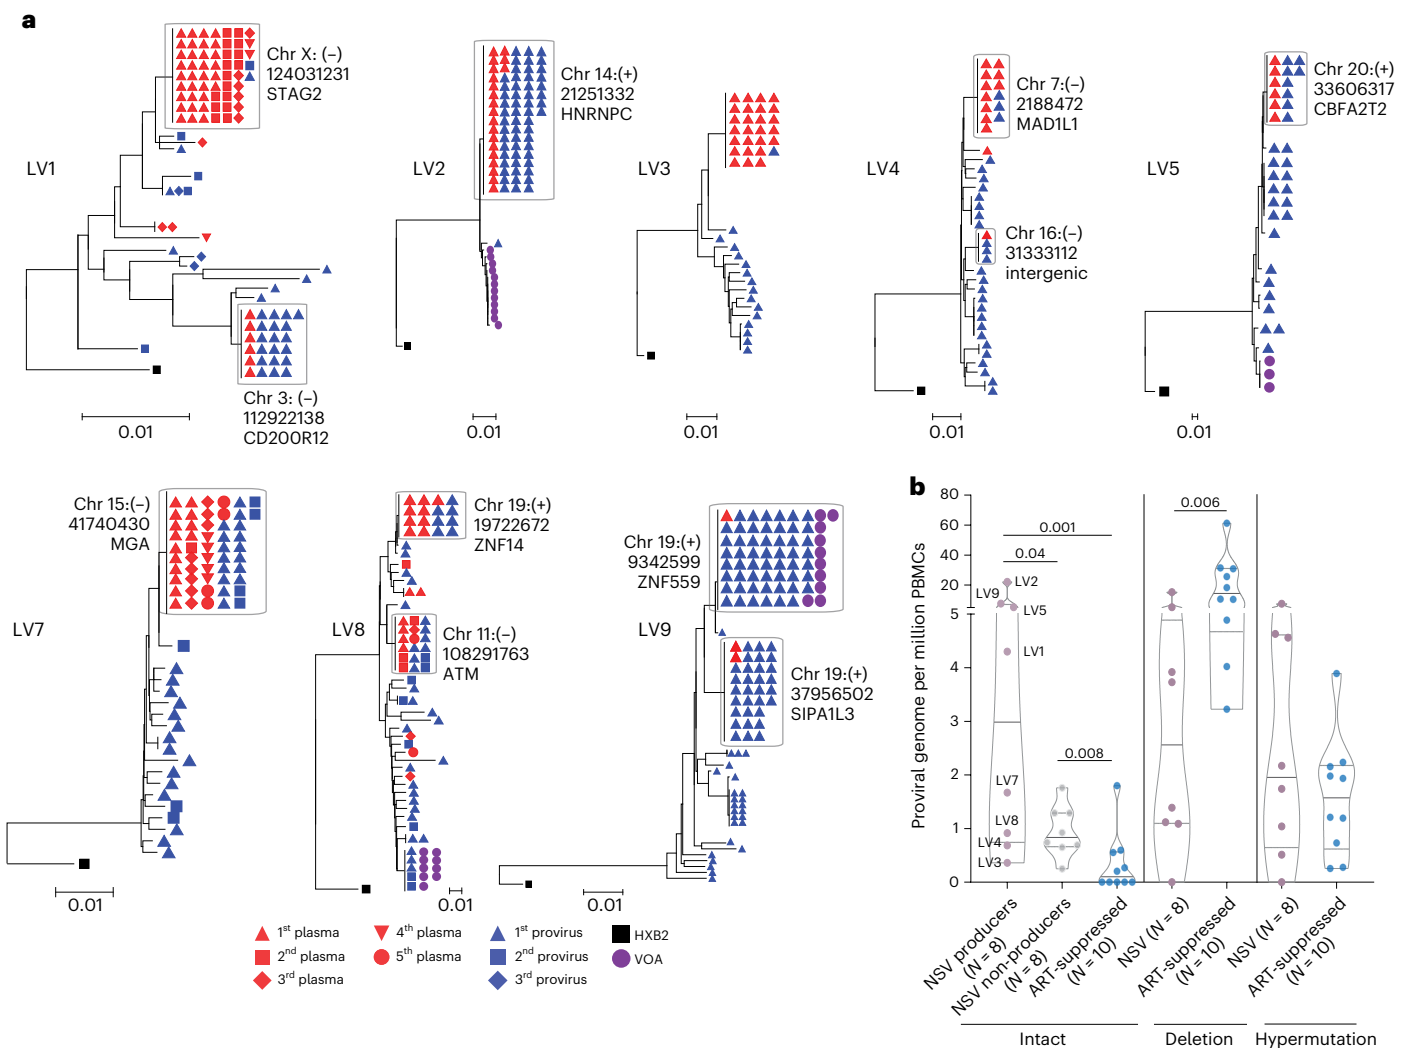 a
LV1
Chr X: (–)
124031231
STAG2
Chr 3: (–)
112922138
CD200R12
0.01
LV2
Chr 14:(+)
21251332
HNRNPC
0.01
LV3
0.01
LV4
Chr 7:(–)
2188472
MAD1L1
Chr 16:(–)
31333112
intergenic
0.01
LV5
Chr 20:(+)
33606317
CBFA2T2
0.01
LV7
Chr 15:(–)
41740430
MGA
0.01
LV8
Chr 19:(+)
19722672
ZNF14
Chr 11:(–)
108291763
ATM
0.01
LV9
Chr 19:(+)
9342599
ZNF559
Chr 19:(+)
37956502
SIPA1L3
0.01
1st plasma
2nd plasma
3rd plasma
4th plasma
5th plasma
1st provirus
2nd provirus
3rd provirus
HXB2
VOA
b
Proviral genome per million PBMCs
80
60
40
20
5
4
3
2
1
0
0.001
0.04
0.008
0.006
LV2
LV9
LV5
LV1
LV7
LV8
LV4
LV3
NSV producers
(N = 8)
NSV non-producers
(N = 8)
ART-suppressed
(N = 10)
NSV (N = 8)
ART-suppressed
(N = 10)
NSV (N = 8)
ART-suppressed
(N = 10)
Intact
Deletion
Hypermutation